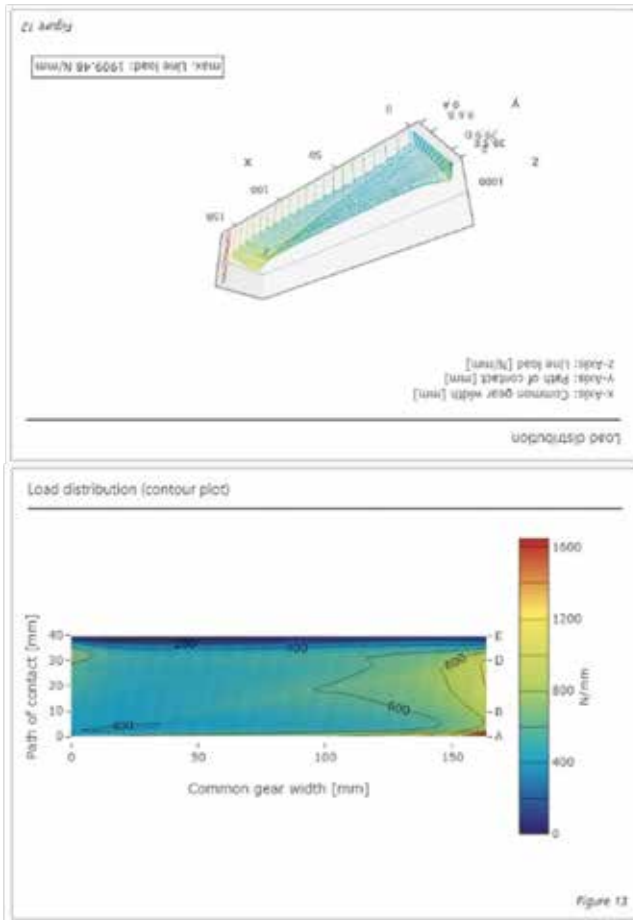 Load distribution
x-Axis: Common gear width [mm]
y-Axis: Path of contact [mm]
z-Axis: Line load [N/mm]
1000
Z
Y
X
0
50
100
150
max. Line load: 1909.48 N/mm
Figure 12
Load distribution (contour plot)
Path of contact [mm]
40
30
20
10
0
200
400
400
600
800
E
D
B
A
0
50
100
150
Common gear width [mm]
1600
1200
800
400
0
N/mm
Figure 13